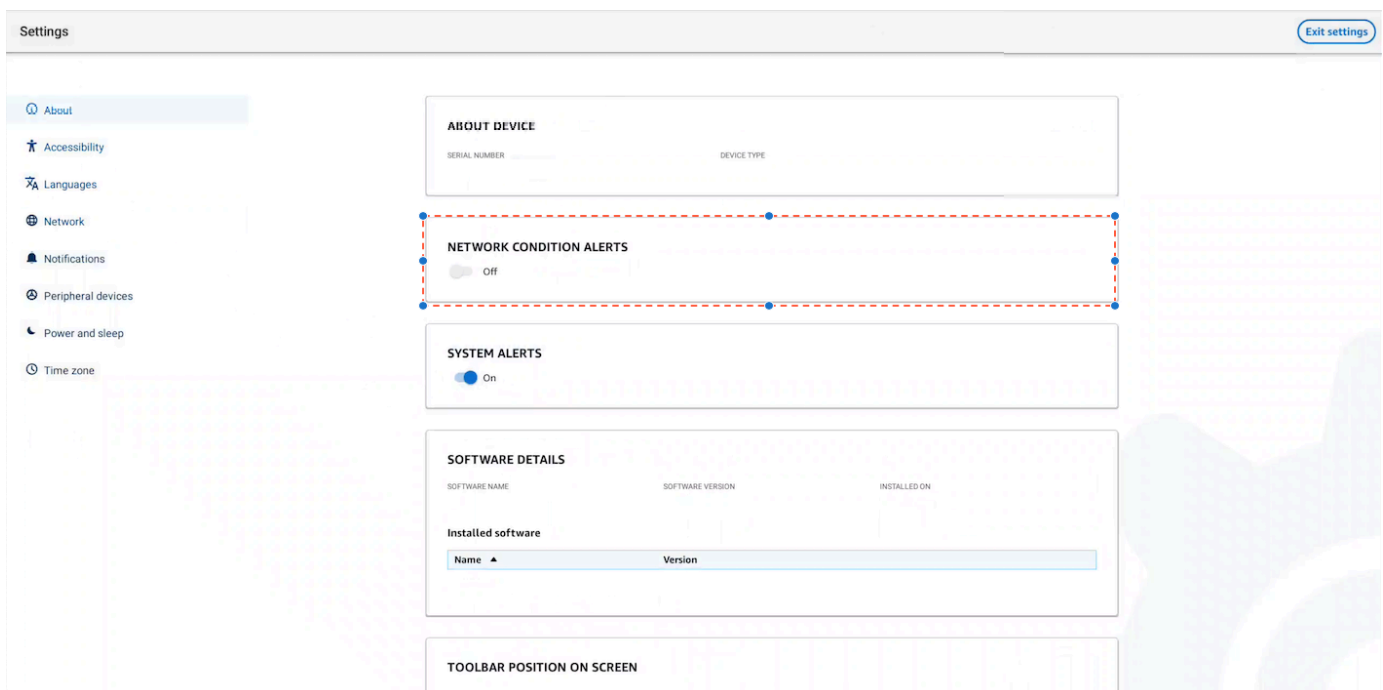 Settings
Exit settings
About
Accessibility
Languages
Network
Notifications
Peripheral devices
Power and sleep
Time zone
ABOUT DEVICE
SERIAL NUMBER DEVICE TYPE
NETWORK CONDITION ALERTS
Off
SYSTEM ALERTS
On
SOFTWARE DETAILS
SOFTWARE NAME SOFTWARE VERSION INSTALLED ON
Installed software
Name Version
TOOLBAR POSITION ON SCREEN